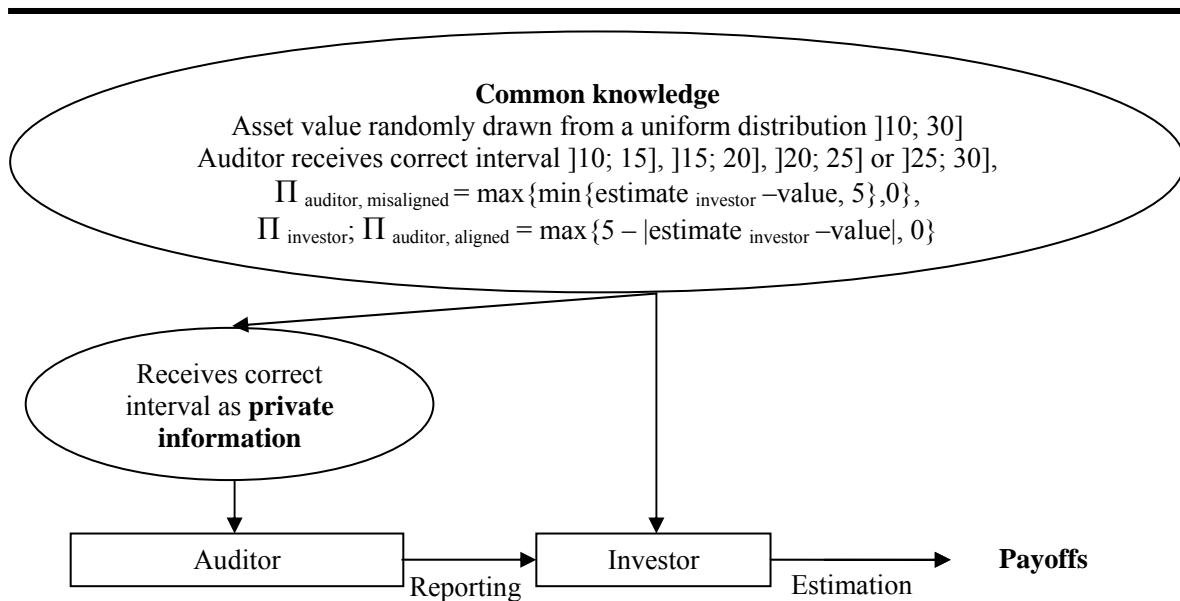 Common knowledge
Asset value randomly drawn from a uniform distribution ]10; 30]
Auditor receives correct interval ]10; 15], ]15; 20], ]20; 25] or ]25; 30],
Π auditor, misaligned = max{min{estimate investor –value, 5},0},
Π investor; Π auditor, aligned = max{5 – |estimate investor –value|, 0}
Receives correct
interval as private
information
Auditor
Reporting
Investor
Estimation
Payoffs